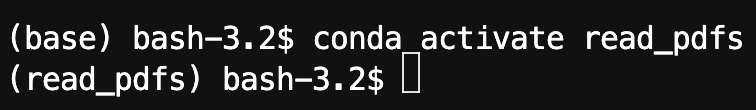 (base) bash-3.2$ conda activate read_pdfs
(read_pdfs) bash-3.2$